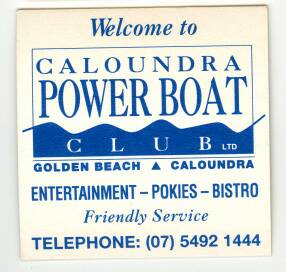 Welcome to
CALOUNDRA
POWER BOAT
CLUB LTD
GOLDEN BEACH ▲ CALOUNDRA
ENTERTAINMENT – POKIES – BISTRO
Friendly Service
TELEPHONE: (07) 5492 1444